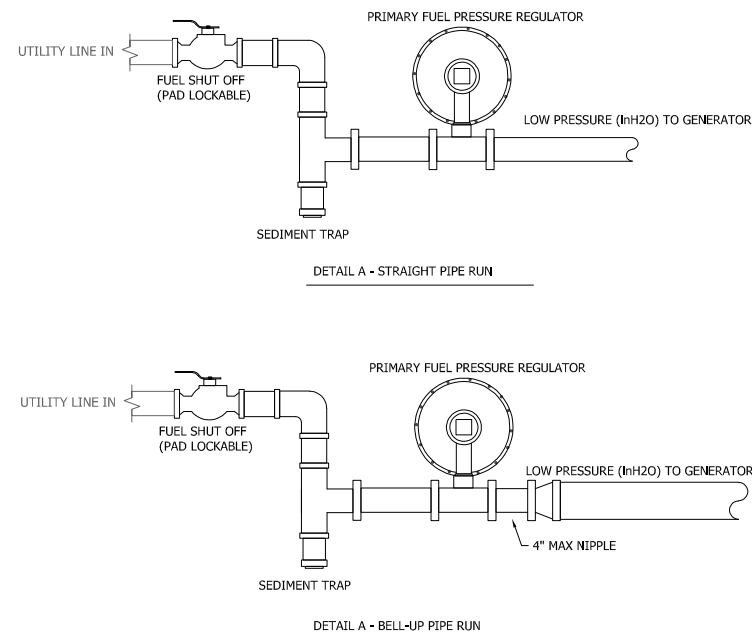 PRIMARY FUEL PRESSURE REGULATOR
UTILITY LINE IN
FUEL SHUT OFF
(PAD LOCKABLE)
LOW PRESSURE (InH2O) TO GENERATOR
SEDIMENT TRAP
DETAIL A - STRAIGHT PIPE RUN
PRIMARY FUEL PRESSURE REGULATOR
UTILITY LINE IN
FUEL SHUT OFF
(PAD LOCKABLE)
LOW PRESSURE (InH2O) TO GENERATOR
4" MAX NIPPLE
SEDIMENT TRAP
DETAIL A - BELL-UP PIPE RUN